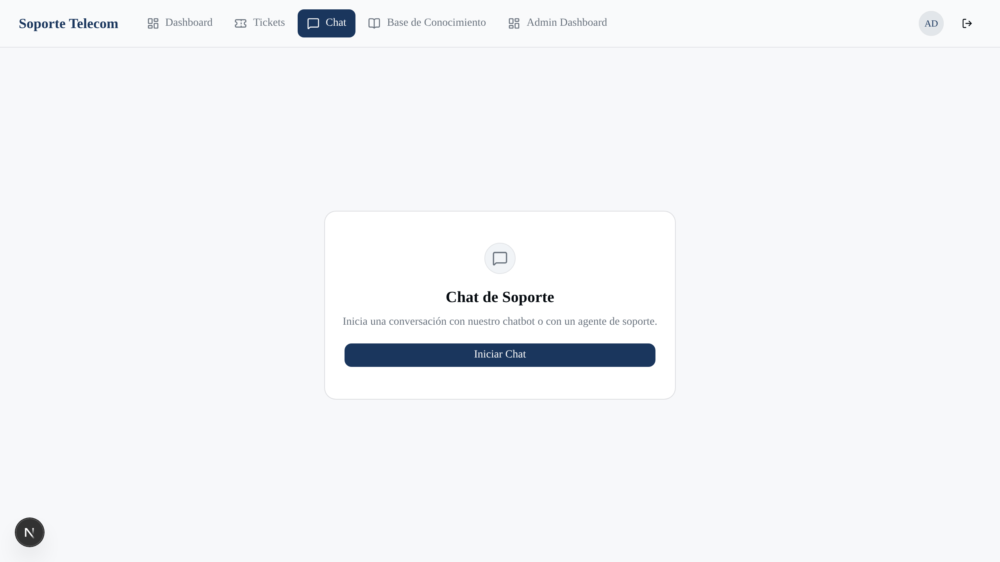 Soporte Telecom
Dashboard
Tickets
Chat
Base de Conocimiento
Admin Dashboard
AD
Chat de Soporte
Inicia una conversación con nuestro chatbot o con un agente de soporte.
Iniciar Chat
N